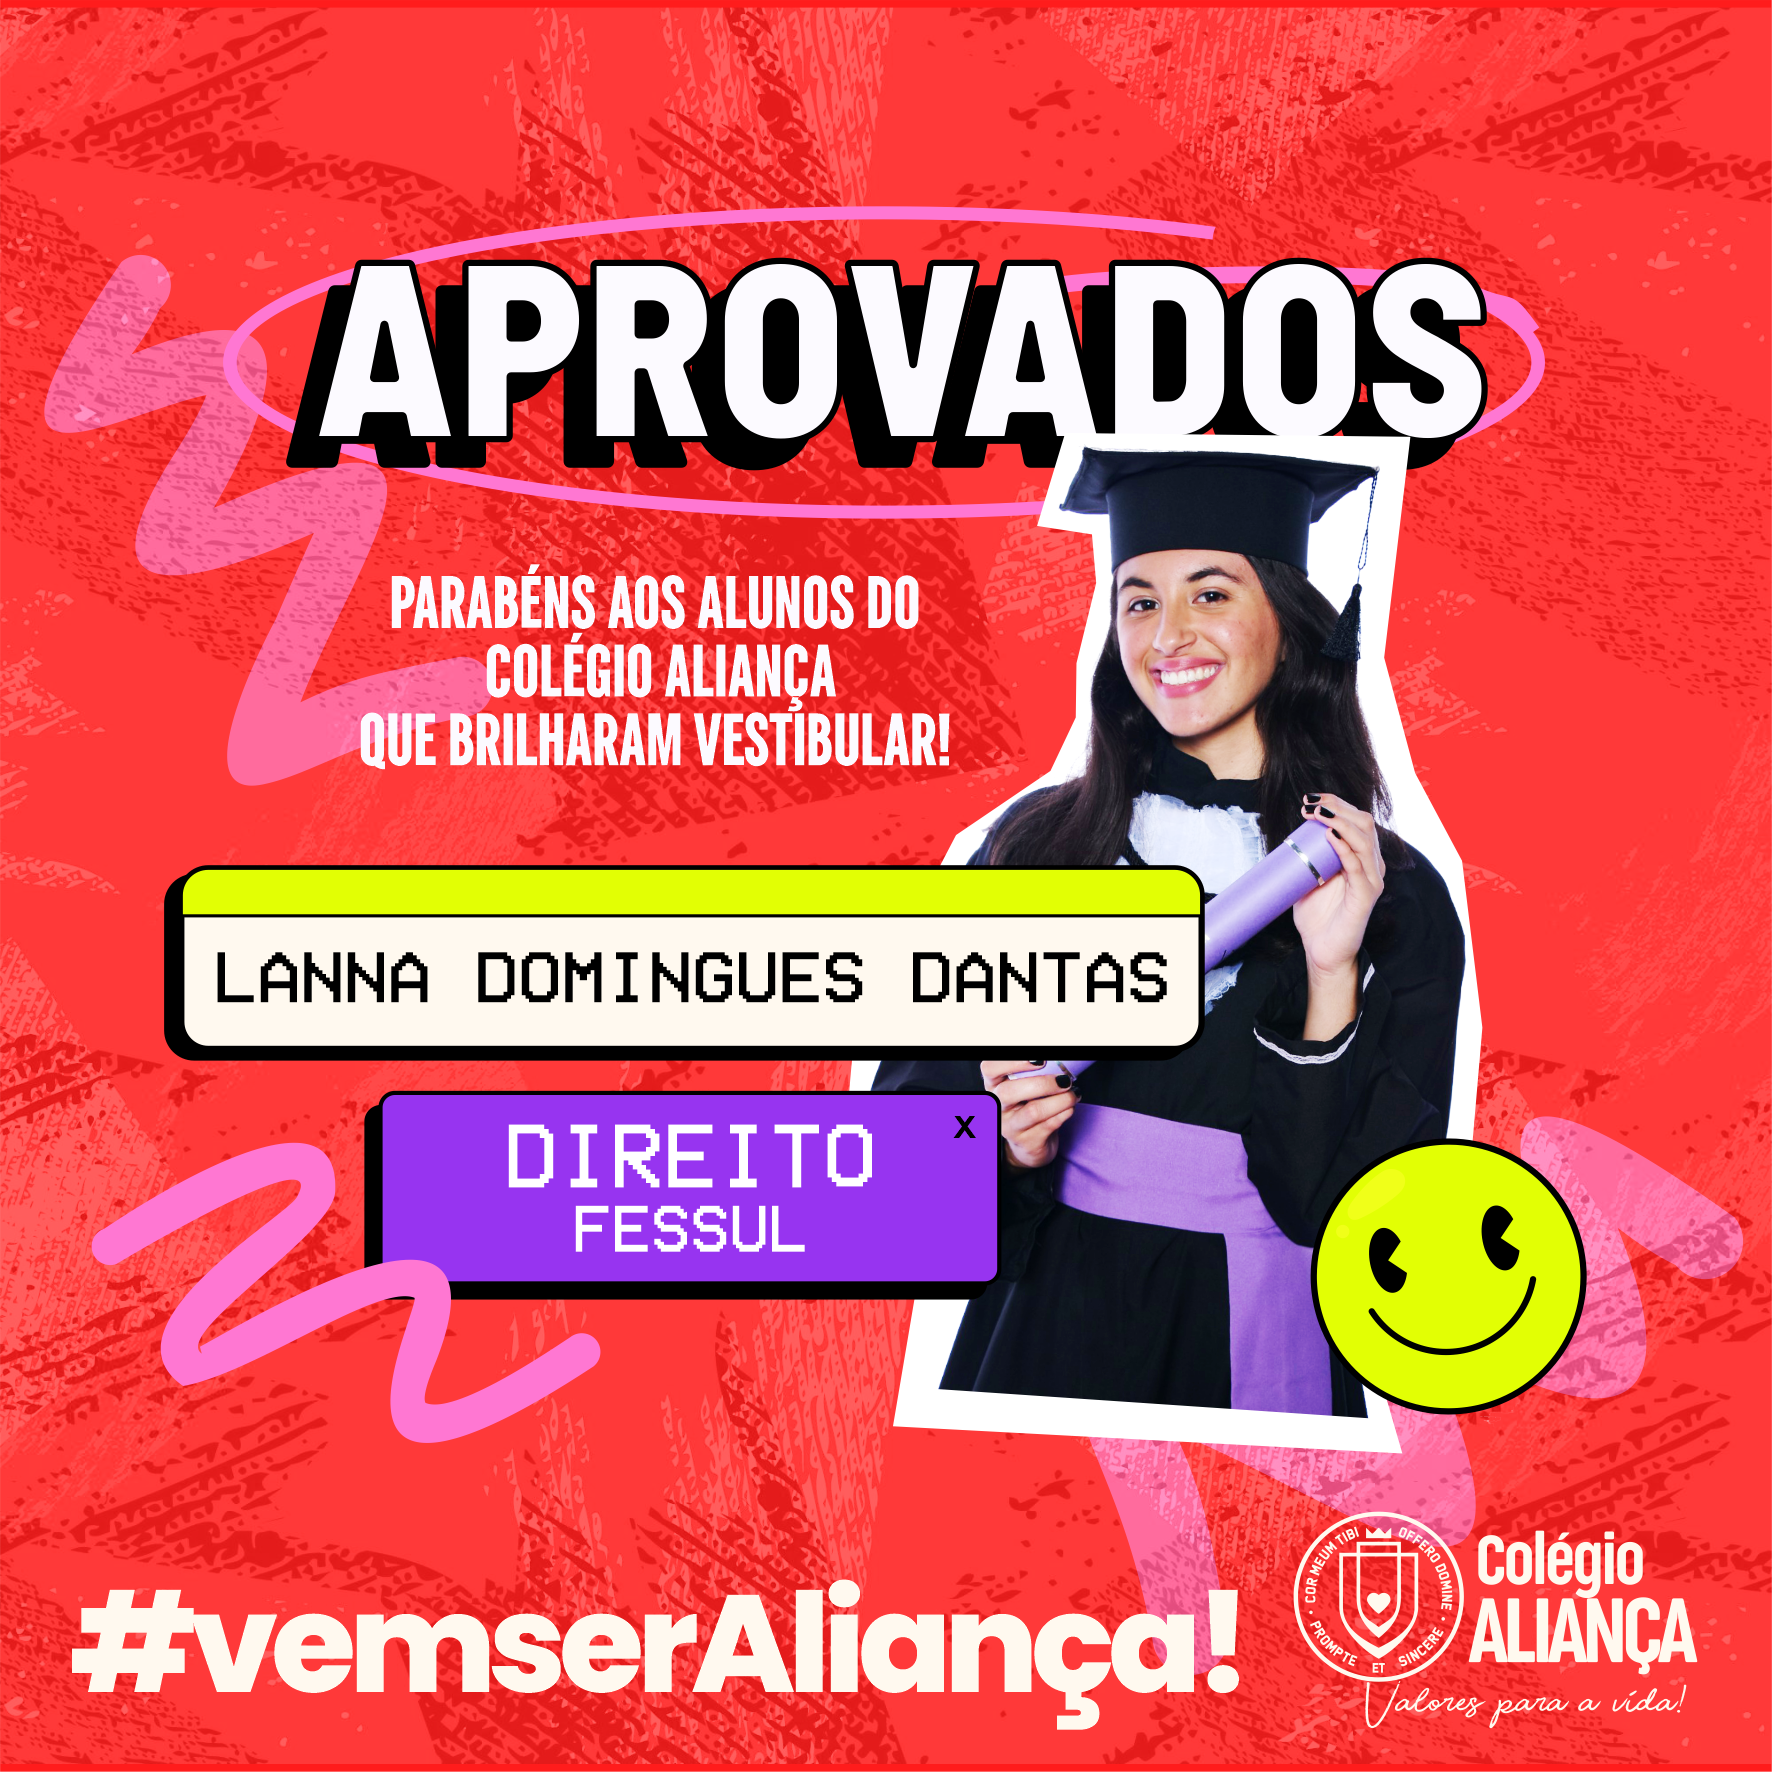 APROVADOS
PARABÉNS AOS ALUNOS DO
COLÉGIO ALIANÇA
QUE BRILHARAM VESTIBULAR!
LANNA DOMINGUES DANTAS
X
DIREITO
FESSUL
#vemserAliança!
COR MEUM TIBI OFFERO DOMINE
PROMPTE ET SINCERE
Colégio
ALIANÇA
Valores para a vida!